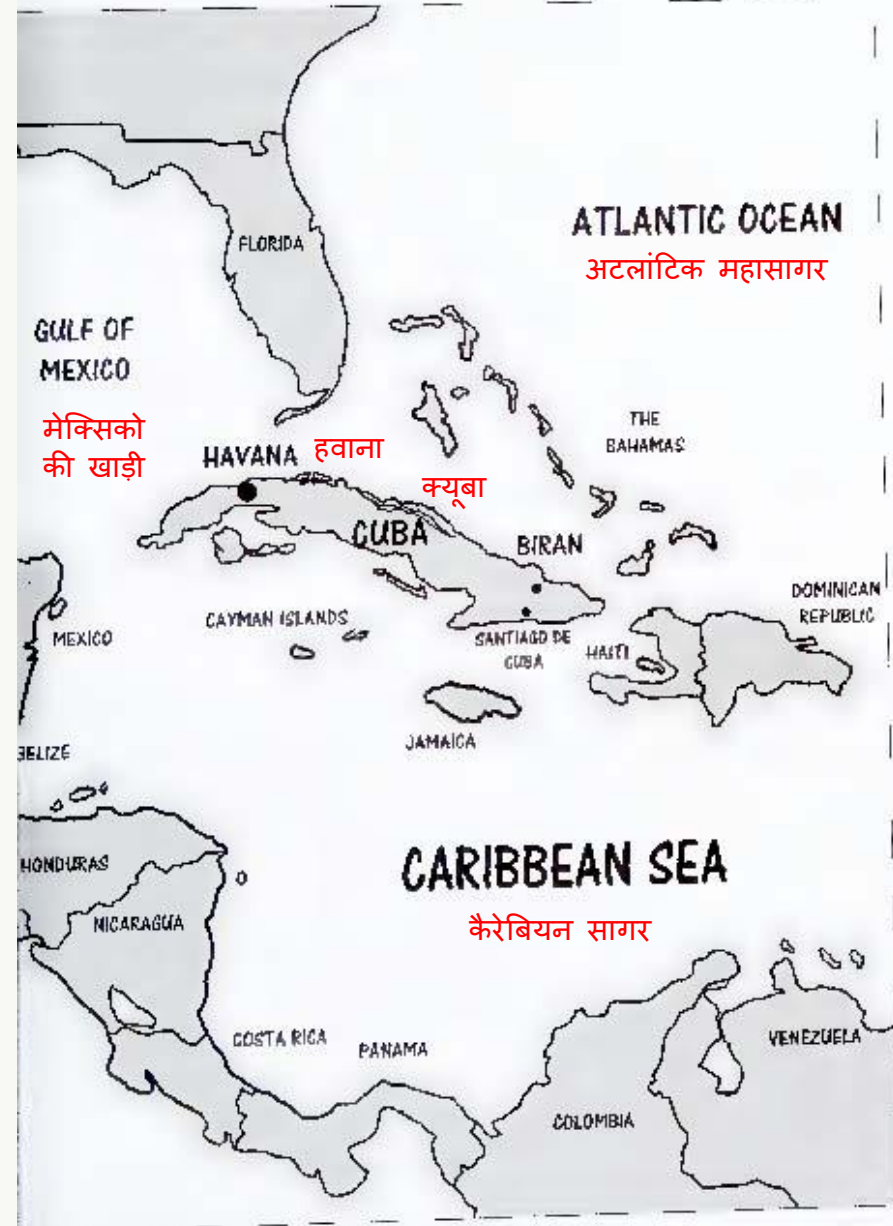 ATLANTIC OCEAN
अटलांटिक महासागर
FLORIDA
GULF OF
MEXICO
मेक्सिको
की खाड़ी
THE
BAHAMAS
HAVANA हवाना
क्यूबा
CUBA
BIRAN
DOMINICAN
REPUBLIC
CAYMAN ISLANDS
MEXICO
SANTIAGO DE
CUBA
HAITI
JAMAICA
BELIZE
CARIBBEAN SEA
कैरेबियन सागर
HONDURAS
NICARAGUA
COSTA RICA
PANAMA
VENEZUELA
COLOMBIA